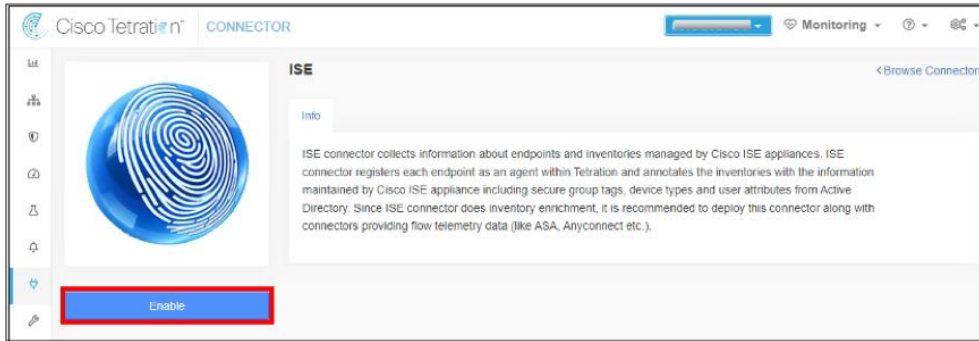 Cisco Tetration™ CONNECTOR
Monitoring
ISE
Browse Connector
Info
ISE connector collects information about endpoints and inventories managed by Cisco ISE appliances. ISE
connector registers each endpoint as an agent within Tetration and annotates the inventories with the information
maintained by Cisco ISE appliance including secure group tags, device types and user attributes from Active
Directory. Since ISE connector does inventory enrichment, it is recommended to deploy this connector along with
connectors providing flow telemetry data (like ASA, Anyconnect etc.).
Enable